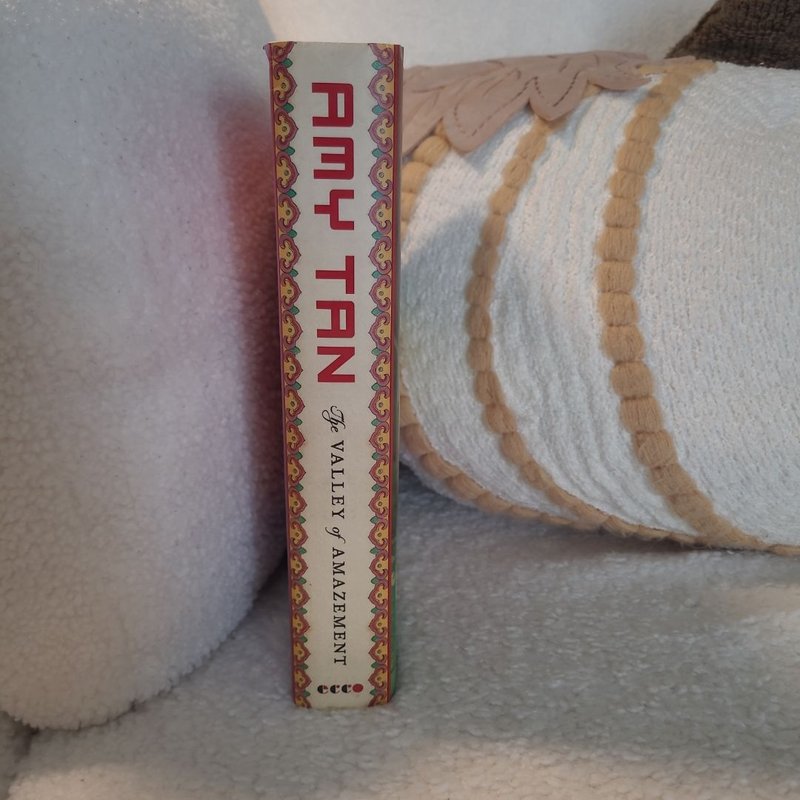 AMY TAN
The VALLEY of AMAZEMENT
ecco